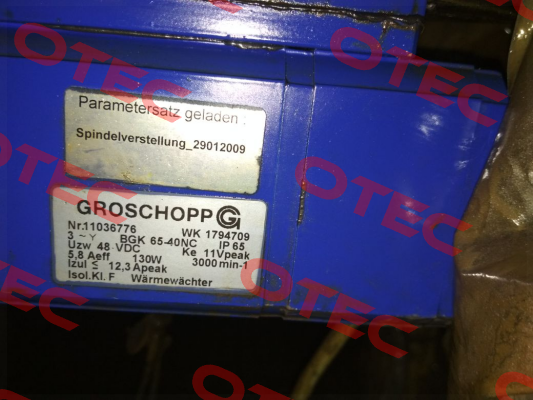 OTEC
OTEC
OTEC
OTEC
Parametersatz geladen :
Spindelverstellung_29012009
GROSCHOPP G
Nr.11036776 WK 1794709
3 ~ Y BGK 65-40NC IP 65
Uzw 48 VDC Ke 11Vpeak
5,8 Aeff 130W 3000 min-1
Izul ≤ 12,3 Apeak
Isol.Kl. F Wärmewächter
OTEC
OTEC
OTEC